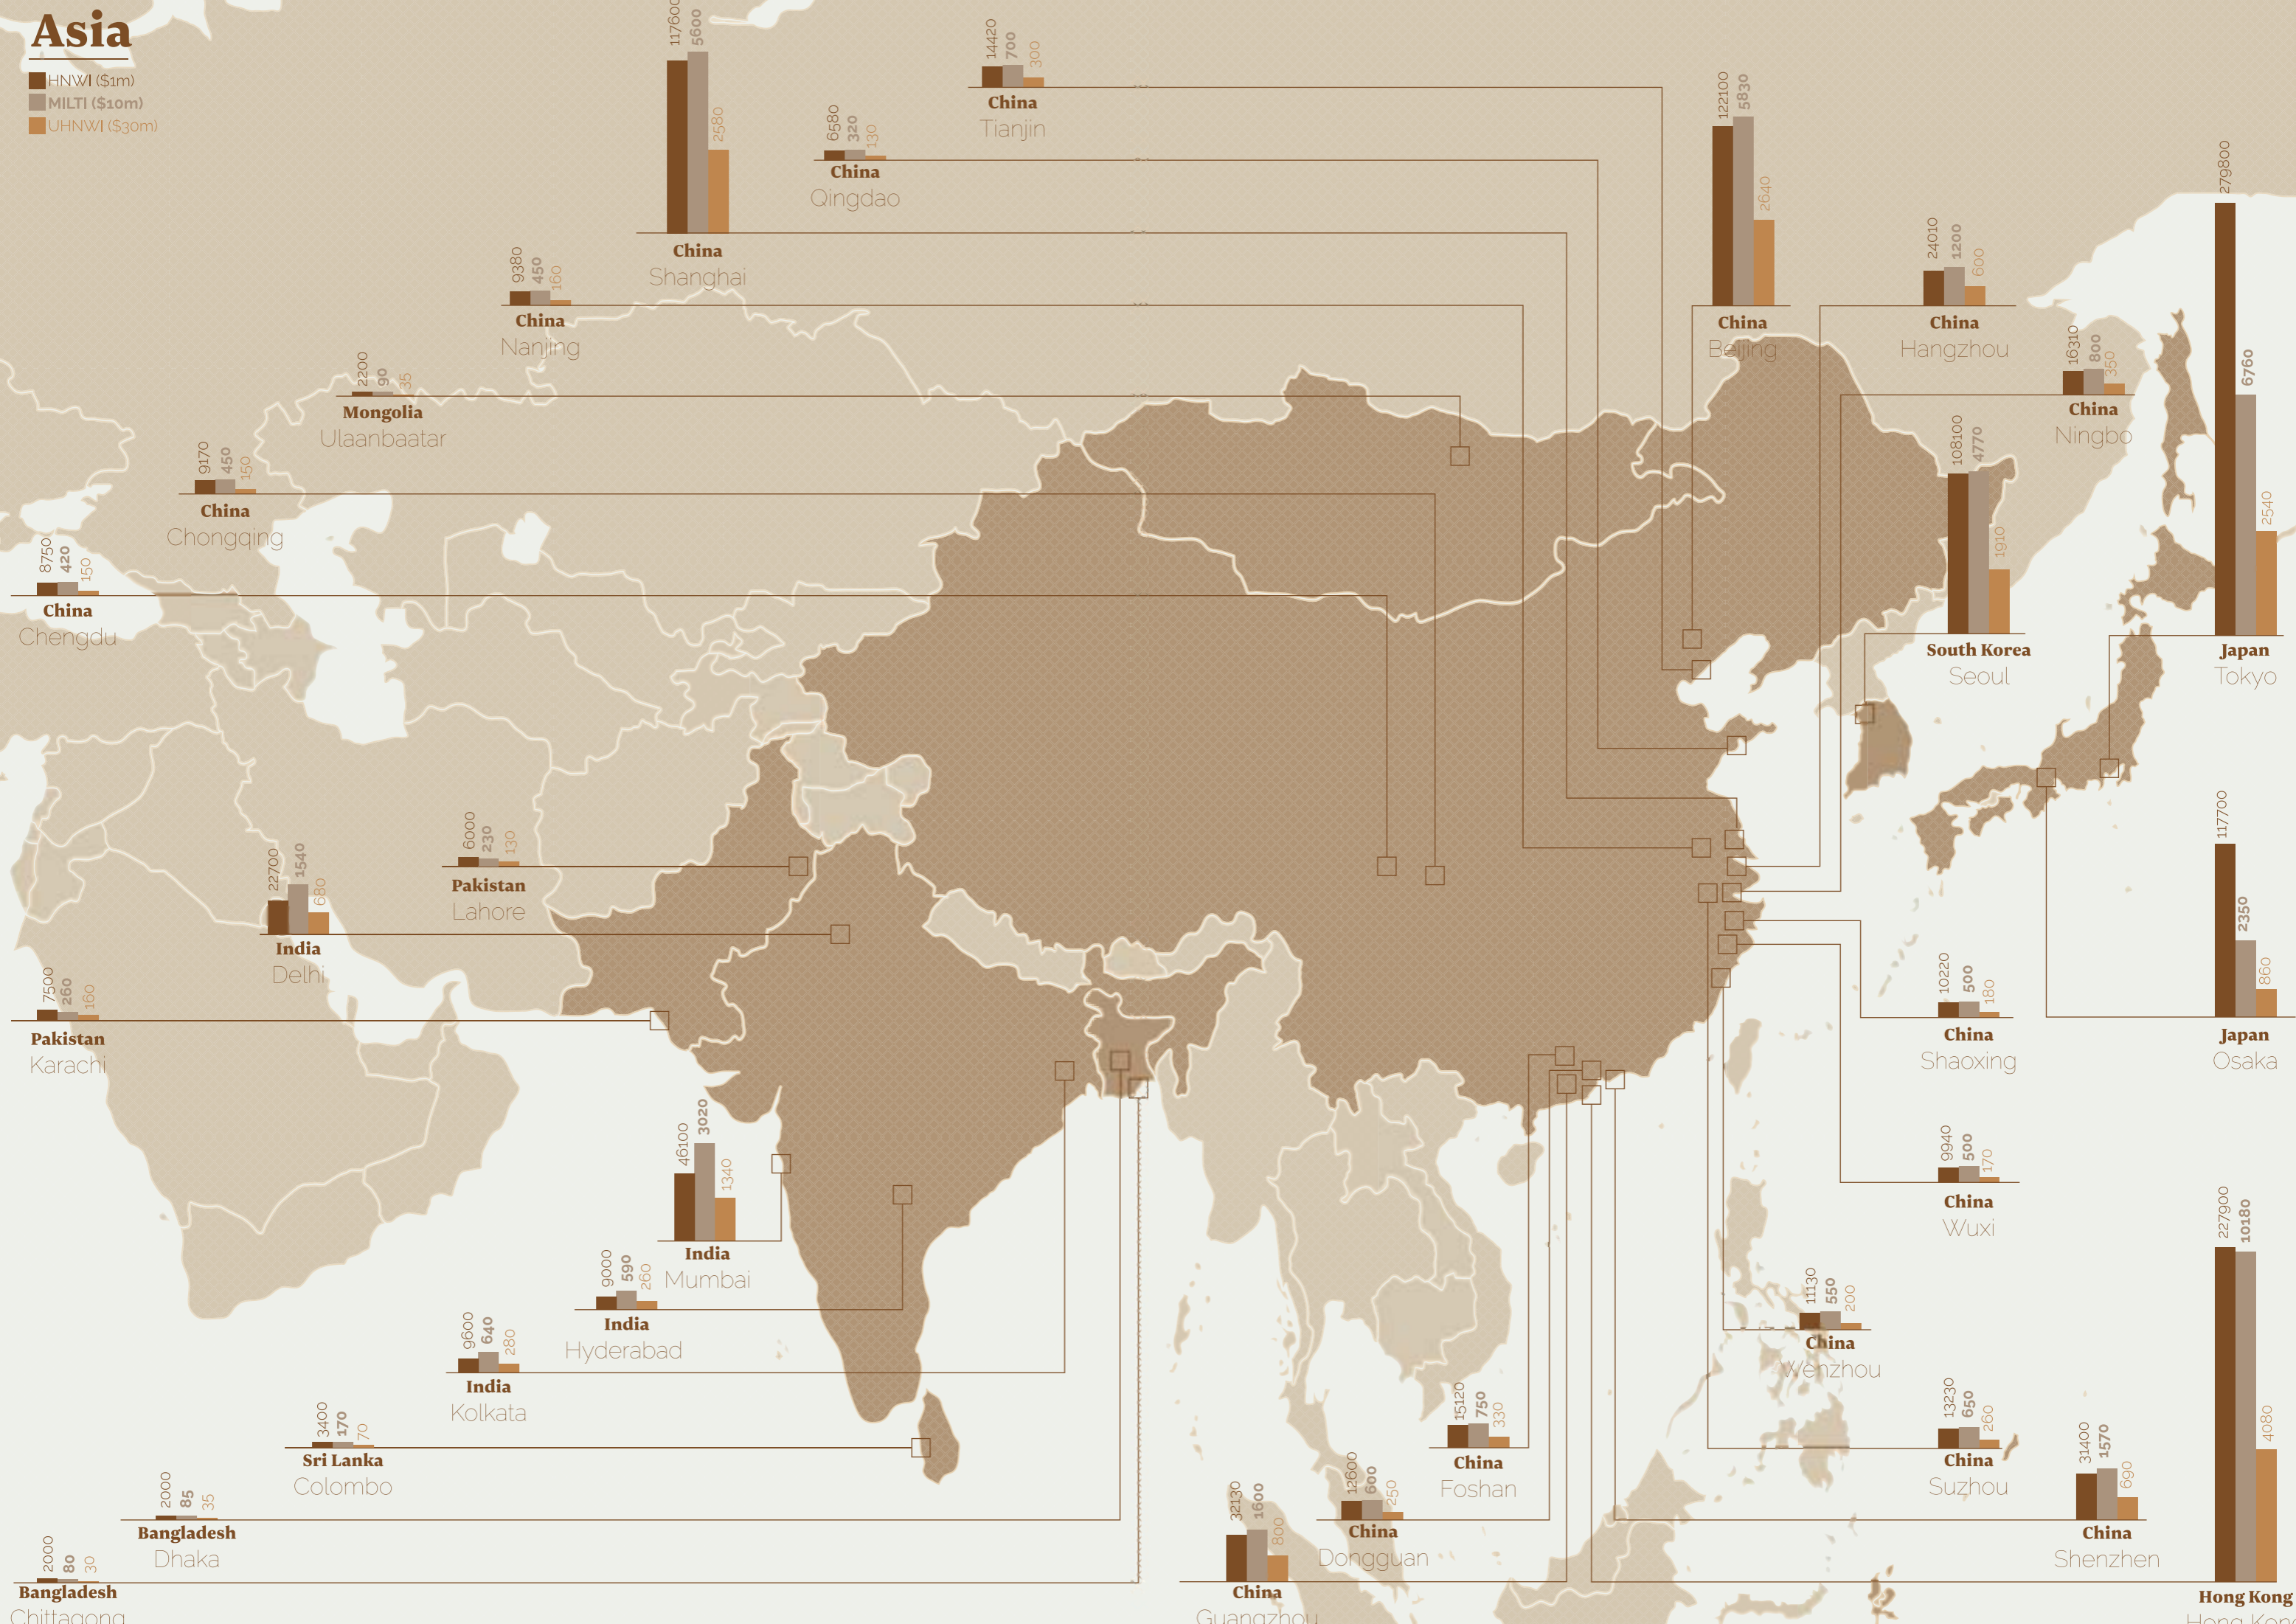 Asia
HNWI ($1m)
MILTI ($10m)
UHNWI ($30m)
117600
5600
2580
China
Shanghai
14420
700
300
China
Tianjin
6580
320
130
China
Qingdao
122100
5830
2640
China
Beijing
279800
6760
2540
Japan
Tokyo
24010
1200
600
China
Hangzhou
9380
450
160
China
Nanjing
16310
800
350
China
Ningbo
2200
90
35
Mongolia
Ulaanbaatar
108100
4770
1910
South Korea
Seoul
9170
450
150
China
Chongqing
8750
420
150
China
Chengdu
6000
230
130
Pakistan
Lahore
117700
2350
860
Japan
Osaka
22700
1540
680
India
Delhi
7500
260
160
Pakistan
Karachi
10220
500
180
China
Shaoxing
46100
3020
1340
India
Mumbai
9940
500
170
China
Wuxi
227900
10180
4080
Hong Kong
9000
590
260
India
Hyderabad
11130
550
200
China
Wenzhou
9600
640
280
India
Kolkata
15120
750
330
China
Foshan
13230
650
260
China
Suzhou
3400
170
70
Sri Lanka
Colombo
31400
1570
690
China
Shenzhen
12600
600
250
China
Dongguan
2000
85
35
Bangladesh
Dhaka
32130
1600
800
China
Guangzhou
2000
80
30
Bangladesh
Chittagong
Hong Kong